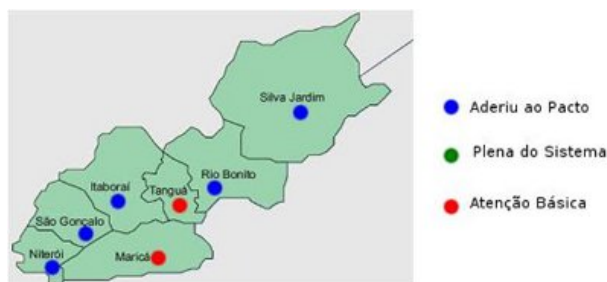 Silva Jardim
Rio Bonito
Tanguá
Itaboraí
São Gonçalo
Niterói
Maricá
Aderiu ao Pacto
Plena do Sistema
Atenção Básica